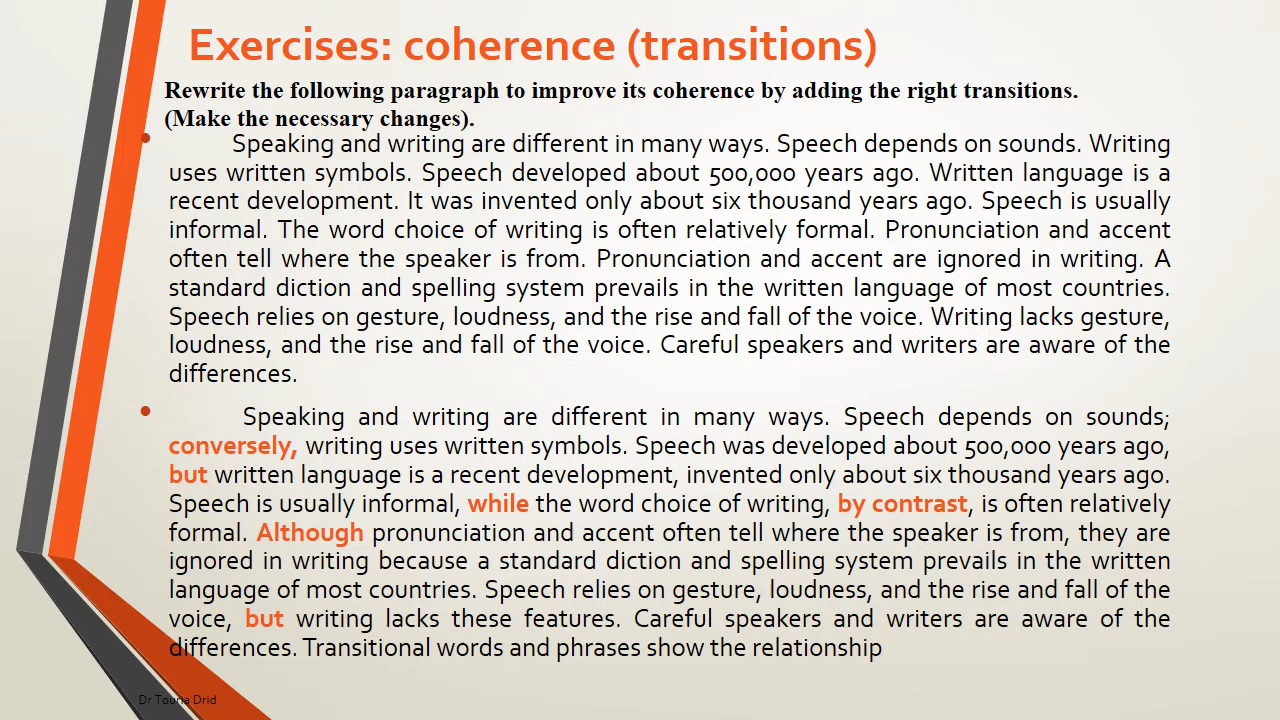 Exercises: coherence (transitions)
Rewrite the following paragraph to improve its coherence by adding the right transitions.
(Make the necessary changes).
• Speaking and writing are different in many ways. Speech depends on sounds. Writing
uses written symbols. Speech developed about 500,000 years ago. Written language is a
recent development. It was invented only about six thousand years ago. Speech is usually
informal. The word choice of writing is often relatively formal. Pronunciation and accent
often tell where the speaker is from. Pronunciation and accent are ignored in writing. A
standard diction and spelling system prevails in the written language of most countries.
Speech relies on gesture, loudness, and the rise and fall of the voice. Writing lacks gesture,
loudness, and the rise and fall of the voice. Careful speakers and writers are aware of the
differences.
• Speaking and writing are different in many ways. Speech depends on sounds;
conversely, writing uses written symbols. Speech was developed about 500,000 years ago,
but written language is a recent development, invented only about six thousand years ago.
Speech is usually informal, while the word choice of writing, by contrast, is often relatively
formal. Although pronunciation and accent often tell where the speaker is from, they are
ignored in writing because a standard diction and spelling system prevails in the written
language of most countries. Speech relies on gesture, loudness, and the rise and fall of the
voice, but writing lacks these features. Careful speakers and writers are aware of the
differences. Transitional words and phrases show the relationship
Dr Touria Drid